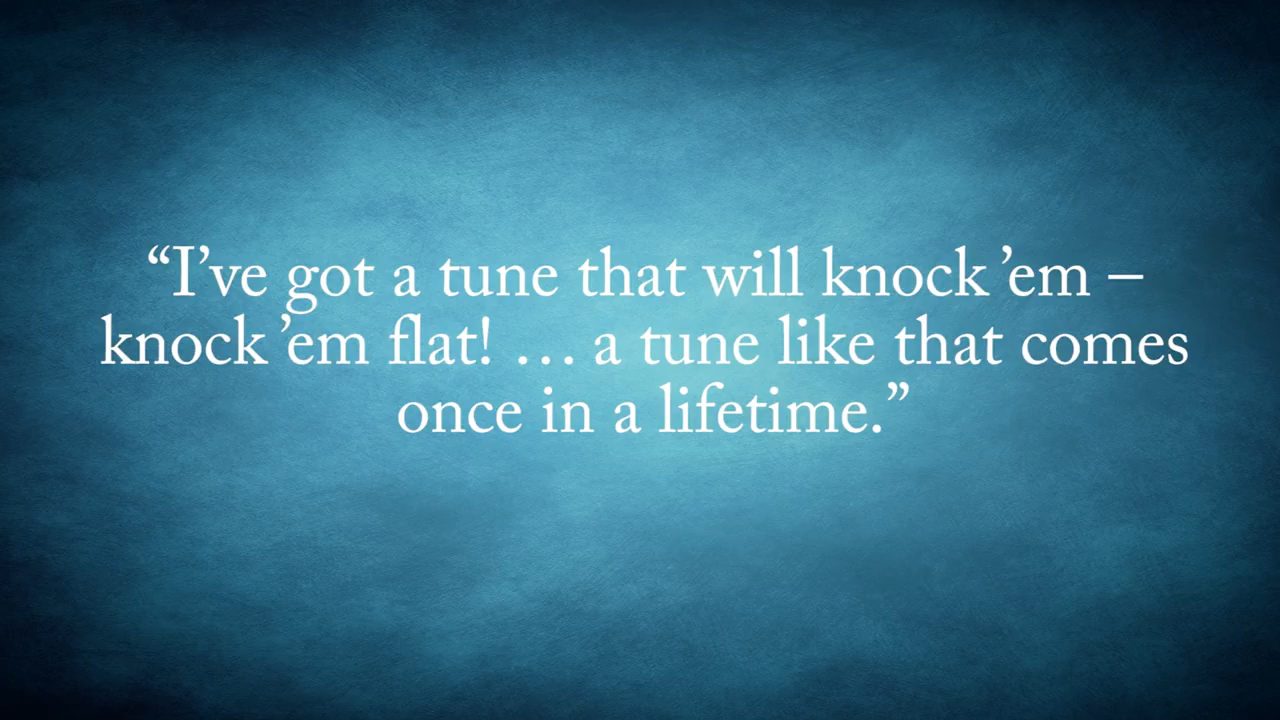 “I’ve got a tune that will knock ’em –
knock ’em flat! … a tune like that comes
once in a lifetime.”